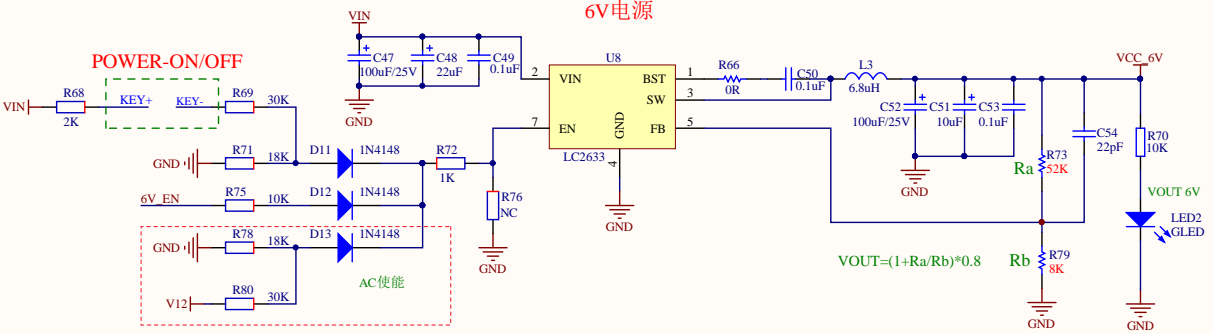 6V电源
VIN
C47
100uF/25V
C48
22uF
C49
0.1uF
GND
POWER-ON/OFF
VIN
R68
2K
KEY+
KEY-
R69
30K
GND
R71
18K
D11
1N4148
6V_EN
R75
10K
D12
1N4148
GND
R78
18K
D13
1N4148
AC使能
V12
R80
30K
R72
1K
R76
NC
GND
U8
2
VIN
7
EN
BST
1
SW
3
FB
5
GND
4
LC2633
GND
R66
0R
C50
0.1uF
L3
6.8uH
VCC_6V
C52
100uF/25V
C51
10uF
C53
0.1uF
GND
Ra
R73
52K
C54
22pF
R70
10K
VOUT 6V
LED2
GLED
VOUT=(1+Ra/Rb)*0.8
Rb
R79
8K
GND
GND